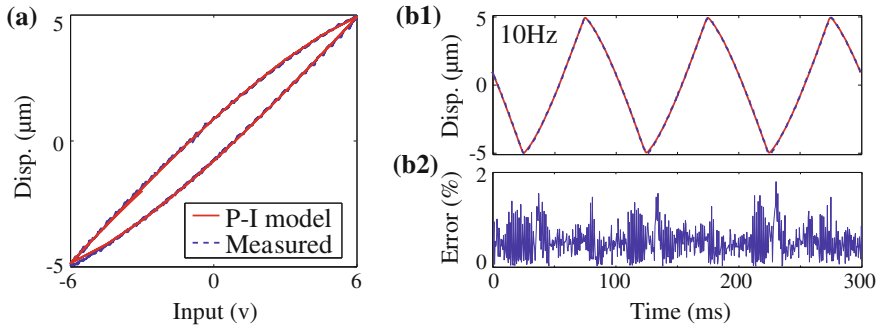 (a)
5
0
-5
Disp. (μm)
-6
0
6
Input (v)
P-I model
Measured
(b1)
10Hz
5
0
-5
Disp. (μm)
(b2)
2
0
Error (%)
0
100
200
300
Time (ms)